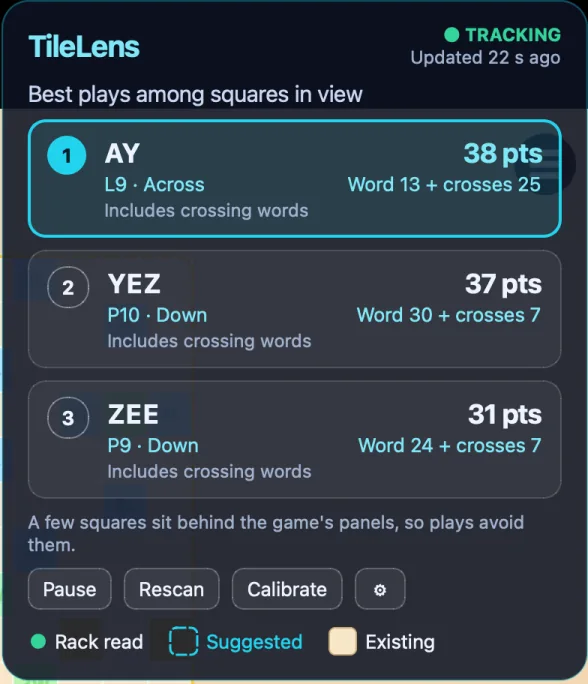 TileLens
TRACKING
Updated 22 s ago
Best plays among squares in view
1
AY
38 pts
L9 · Across
Word 13 + crosses 25
Includes crossing words
2
YEZ
37 pts
P10 · Down
Word 30 + crosses 7
Includes crossing words
3
ZEE
31 pts
P9 · Down
Word 24 + crosses 7
Includes crossing words
A few squares sit behind the game's panels, so plays avoid
them.
Pause
Rescan
Calibrate
Rack read
Suggested
Existing